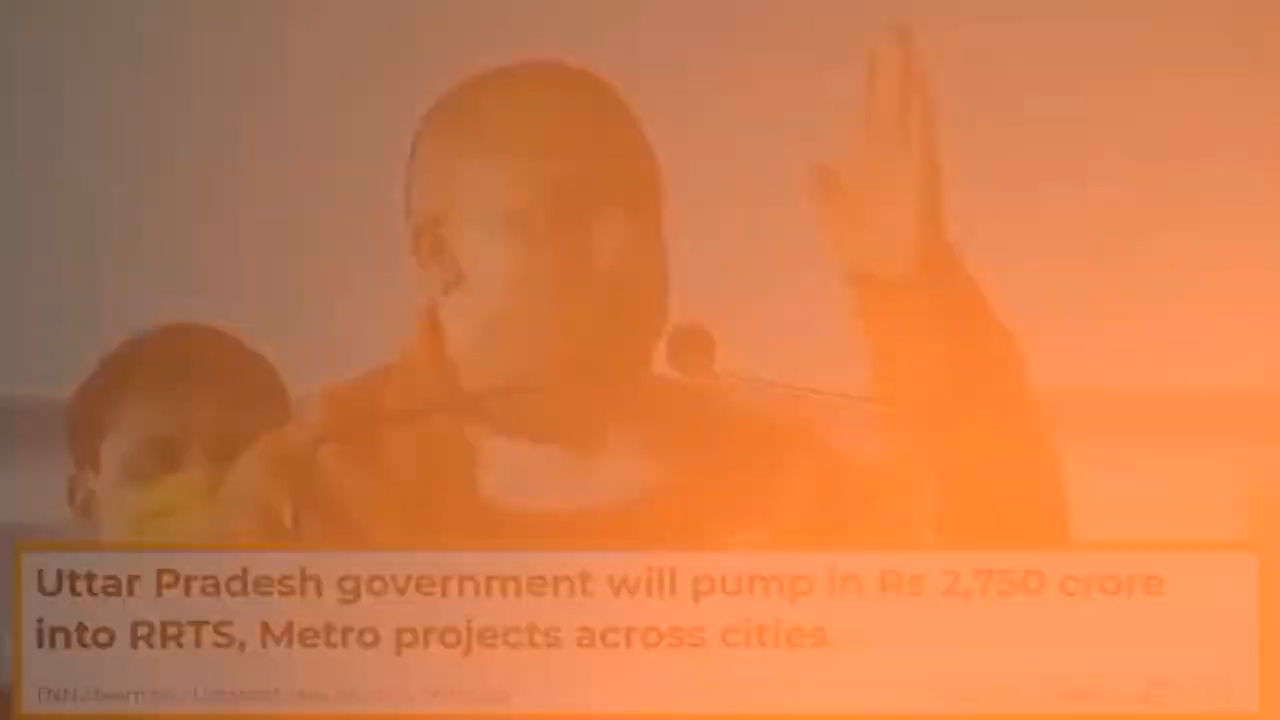 Uttar Pradesh government will pump in Rs 2,750 crore
into RRTS, Metro projects across cities